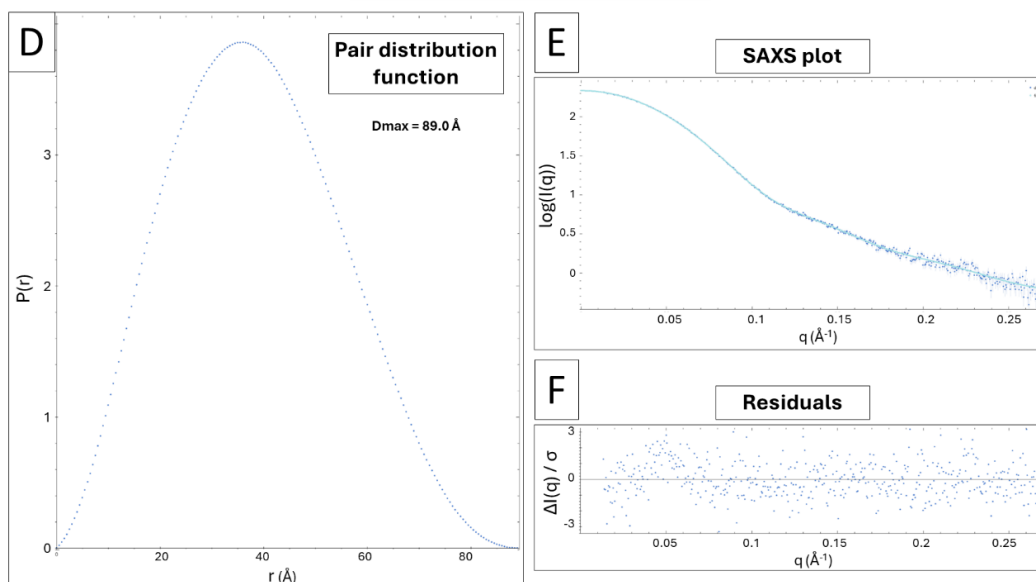 D
Pair distribution
function
Dmax = 89.0 Å
3
2
1
0
P(r)
0
20
40
60
80
r (Å)
E
SAXS plot
2
1.5
1
0.5
0
log(I(q))
0.05
0.1
0.15
0.2
0.25
q (Å-1)
F
Residuals
3
0
-3
ΔI(q) / σ
0.05
0.1
0.15
0.2
0.25
q (Å-1)